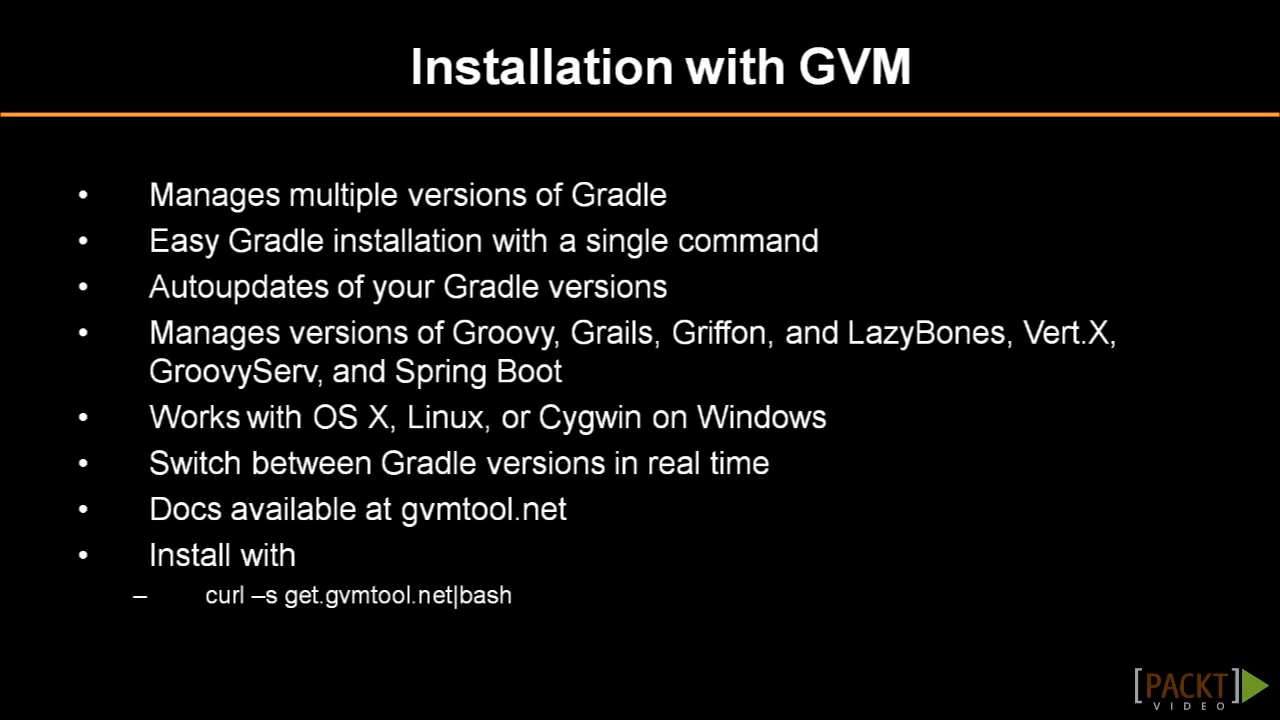 Installation with GVM
• Manages multiple versions of Gradle
• Easy Gradle installation with a single command
• Autoupdates of your Gradle versions
• Manages versions of Groovy, Grails, Griffon, and LazyBones, Vert.X,
GroovyServ, and Spring Boot
• Works with OS X, Linux, or Cygwin on Windows
• Switch between Gradle versions in real time
• Docs available at gvmtool.net
• Install with
– curl –s get.gvmtool.net|bash
[PACKT]
VIDEO